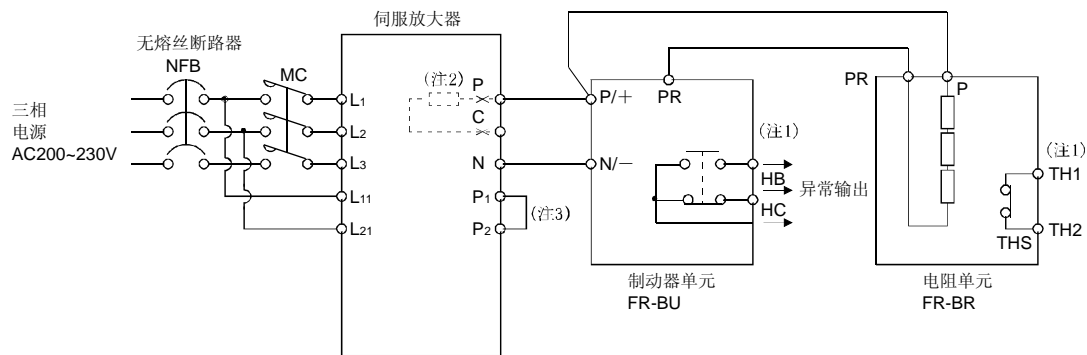 伺服放大器
无熔丝断路器
NFB
MC
三相
电源
AC200~230V
L1
L2
L3
L11
L21
(注2)
P
C
N
P1
P2
(注3)
P/+
PR
N/−
(注1)
HB
异常输出
HC
制动器单元
FR-BU
PR
P
(注1)
TH1
THS
TH2
电阻单元
FR-BR